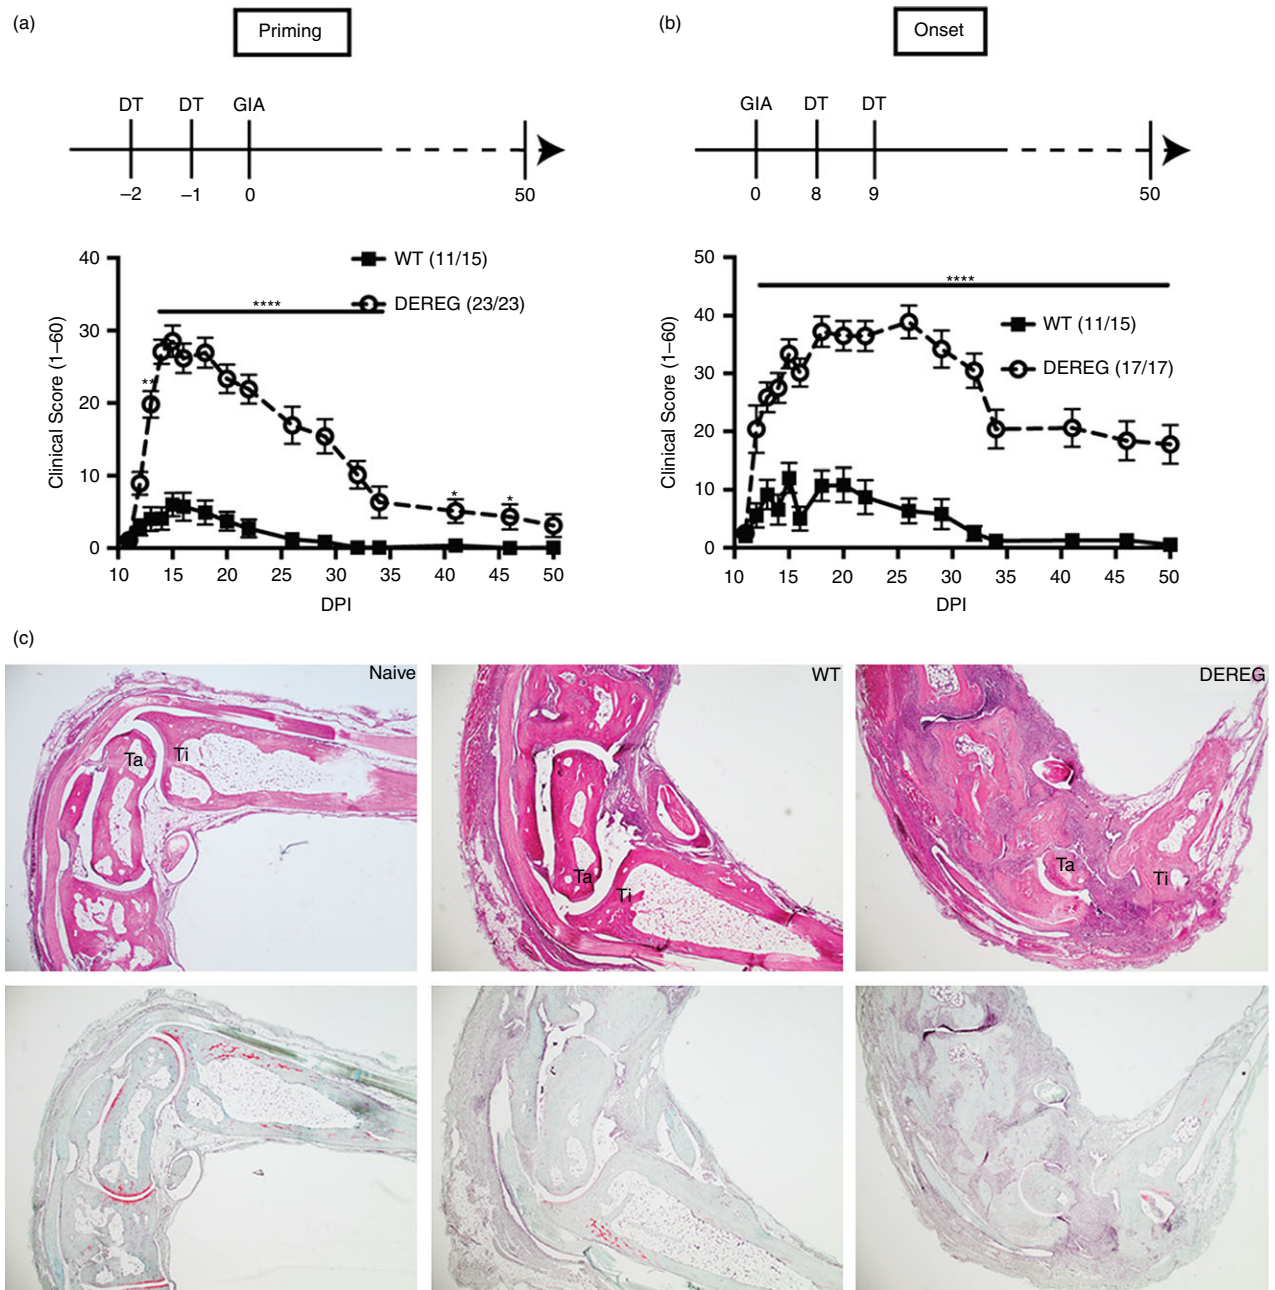 (a)
Priming
DT DT GIA
–2 –1 0 50
40
30
20
10
0
Clinical Score (1–60)
WT (11/15)
DEREG (23/23)
****
**
* *
10 15 20 25 30 35 40 45 50
DPI
(b)
Onset
GIA DT DT
0 8 9 50
50
40
30
20
10
0
Clinical Score (1–60)
****
WT (11/15)
DEREG (17/17)
10 15 20 25 30 35 40 45 50
DPI
(c)
Naive
Ta Ti
WT
Ta
Ti
DEREG
Ta Ti